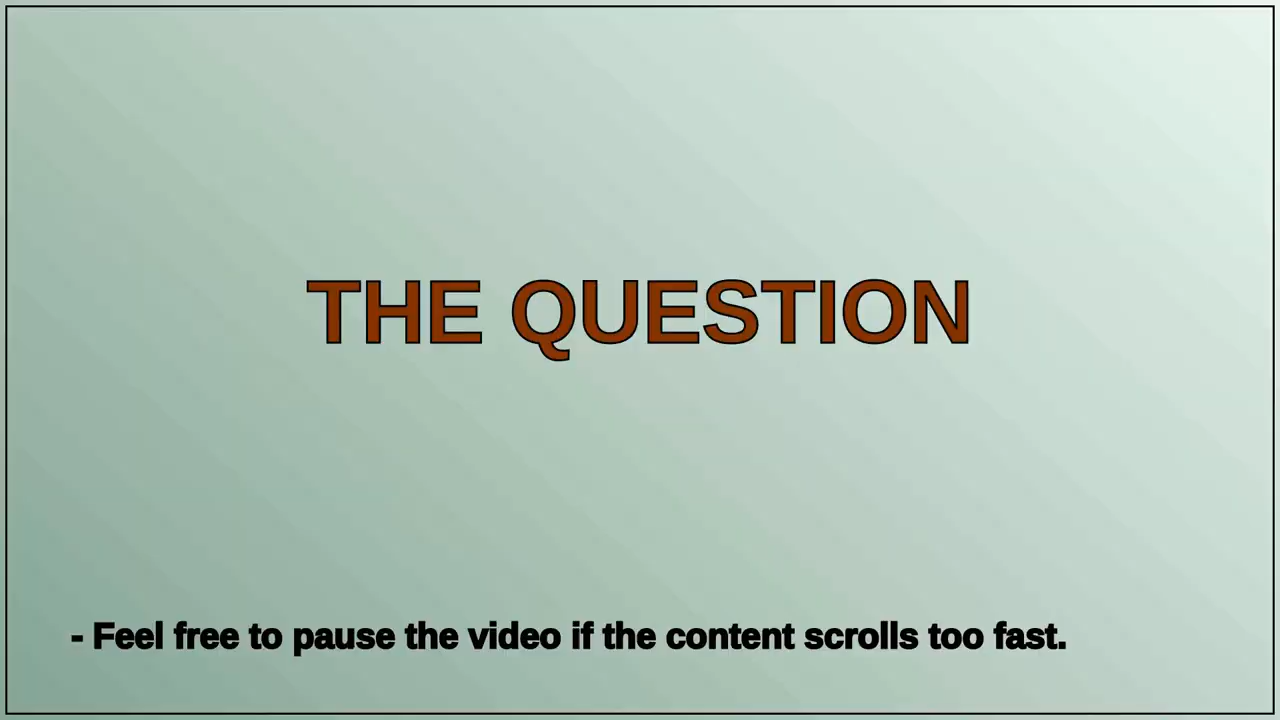 THE QUESTION
- Feel free to pause the video if the content scrolls too fast.